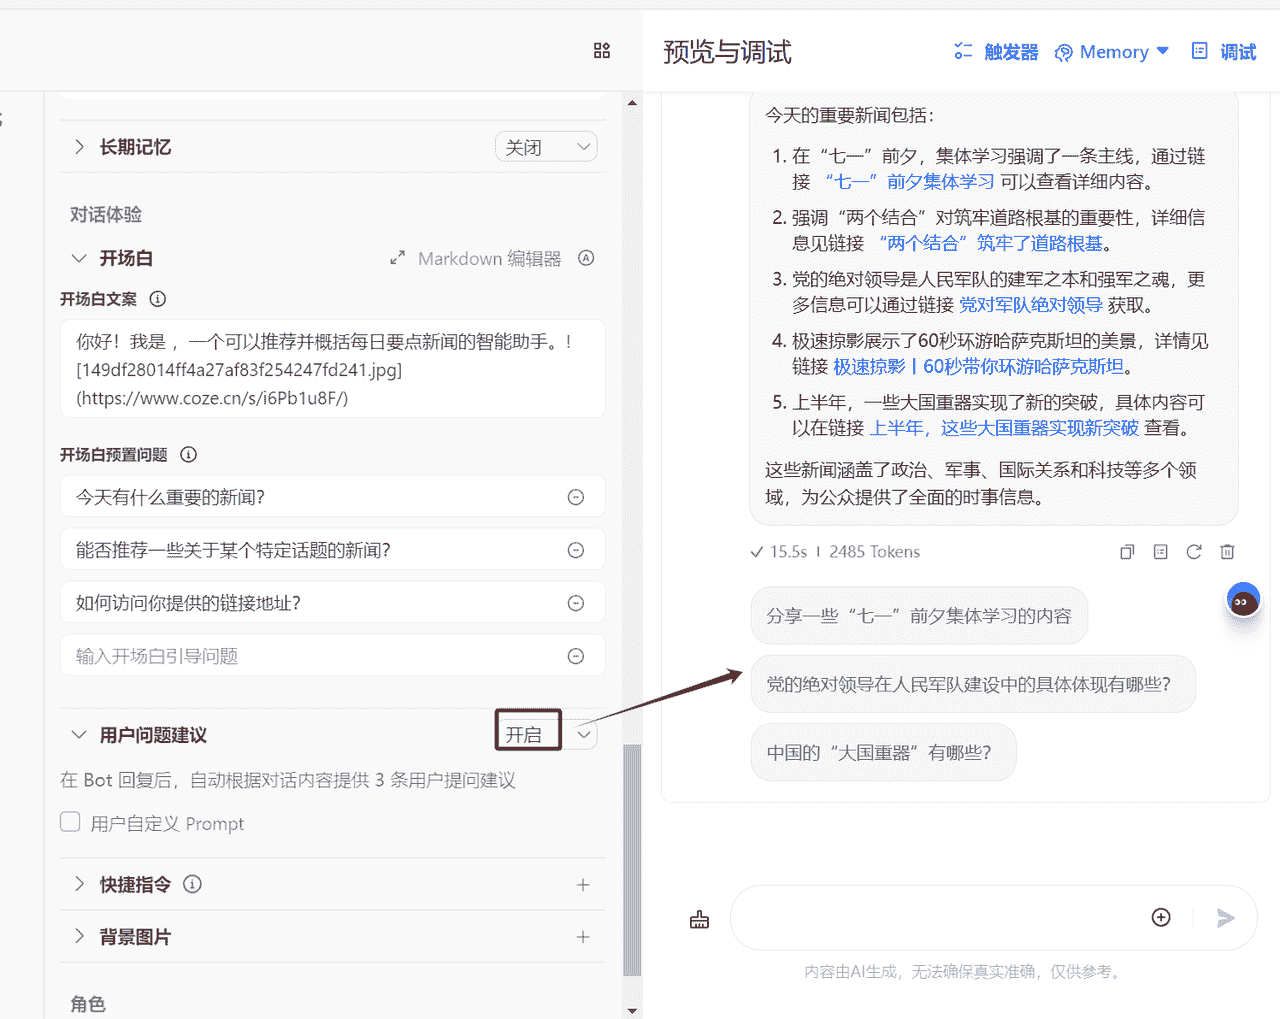 预览与调试
触发器
Memory
调试
长期记忆
关闭
对话体验
开场白
Markdown 编辑器
开场白文案
你好！我是 ，一个可以推荐并概括每日要点新闻的智能助手。!
[149df28014ff4a27af83f254247fd241.jpg]
(https://www.coze.cn/s/i6Pb1u8F/)
开场白预置问题
今天有什么重要的新闻？
能否推荐一些关于某个特定话题的新闻？
如何访问你提供的链接地址？
输入开场白引导问题
用户问题建议
开启
在 Bot 回复后，自动根据对话内容提供 3 条用户提问建议
用户自定义 Prompt
快捷指令
背景图片
角色
今天的重要新闻包括：
1. 在“七一”前夕，集体学习强调了一条主线，通过链
接 “七一”前夕集体学习 可以查看详细内容。
2. 强调“两个结合”对筑牢道路根基的重要性，详细信
息见链接 “两个结合”筑牢了道路根基。
3. 党的绝对领导是人民军队的建军之本和强军之魂，更
多信息可以通过链接 党对军队绝对领导 获取。
4. 极速掠影展示了60秒环游哈萨克斯坦的美景，详情见
链接 极速掠影丨60秒带你环游哈萨克斯坦。
5. 上半年，一些大国重器实现了新的突破，具体内容可
以在链接 上半年，这些大国重器实现新突破 查看。
这些新闻涵盖了政治、军事、国际关系和科技等多个领
域，为公众提供了全面的时事信息。
15.5s | 2485 Tokens
分享一些“七一”前夕集体学习的内容
党的绝对领导在人民军队建设中的具体体现有哪些？
中国的“大国重器”有哪些？
内容由AI生成，无法确保真实准确，仅供参考。